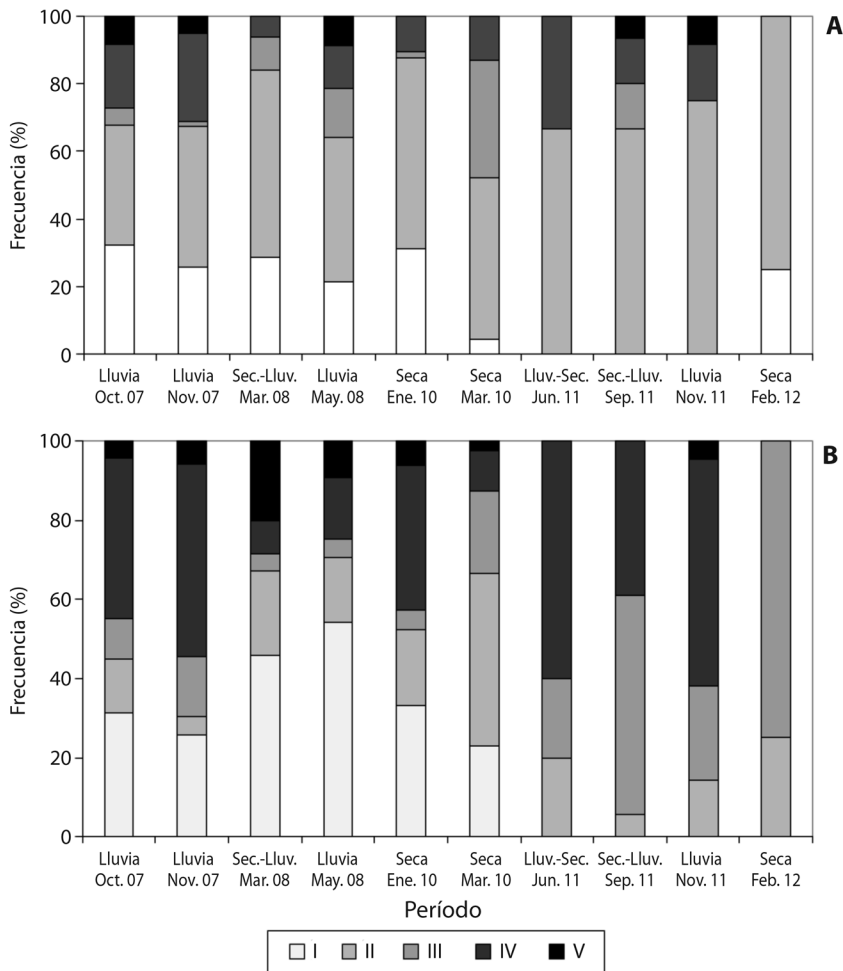 A
Frecuencia (%)
100
80
60
40
20
0
Lluvia Lluvia Sec.-Lluv. Lluvia Seca Seca Lluv.-Sec. Sec.-Lluv. Lluvia Seca
Oct. 07 Nov. 07 Mar. 08 May. 08 Ene. 10 Mar. 10 Jun. 11 Sep. 11 Nov. 11 Feb. 12
B
Frecuencia (%)
100
80
60
40
20
0
Lluvia Lluvia Sec.-Lluv. Lluvia Seca Seca Lluv.-Sec. Sec.-Lluv. Lluvia Seca
Oct. 07 Nov. 07 Mar. 08 May. 08 Ene. 10 Mar. 10 Jun. 11 Sep. 11 Nov. 11 Feb. 12
Período
I II III IV V